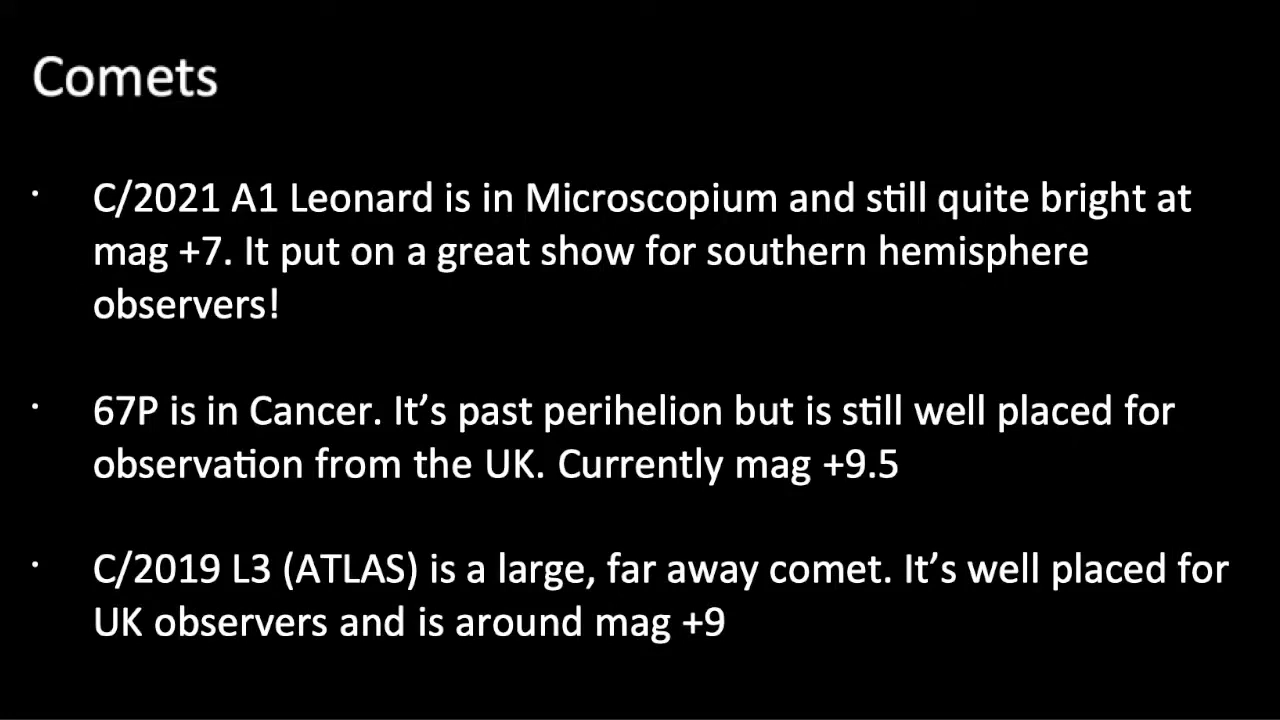 Comets
· C/2021 A1 Leonard is in Microscopium and still quite bright at
mag +7. It put on a great show for southern hemisphere
observers!
· 67P is in Cancer. It’s past perihelion but is still well placed for
observation from the UK. Currently mag +9.5
· C/2019 L3 (ATLAS) is a large, far away comet. It’s well placed for
UK observers and is around mag +9